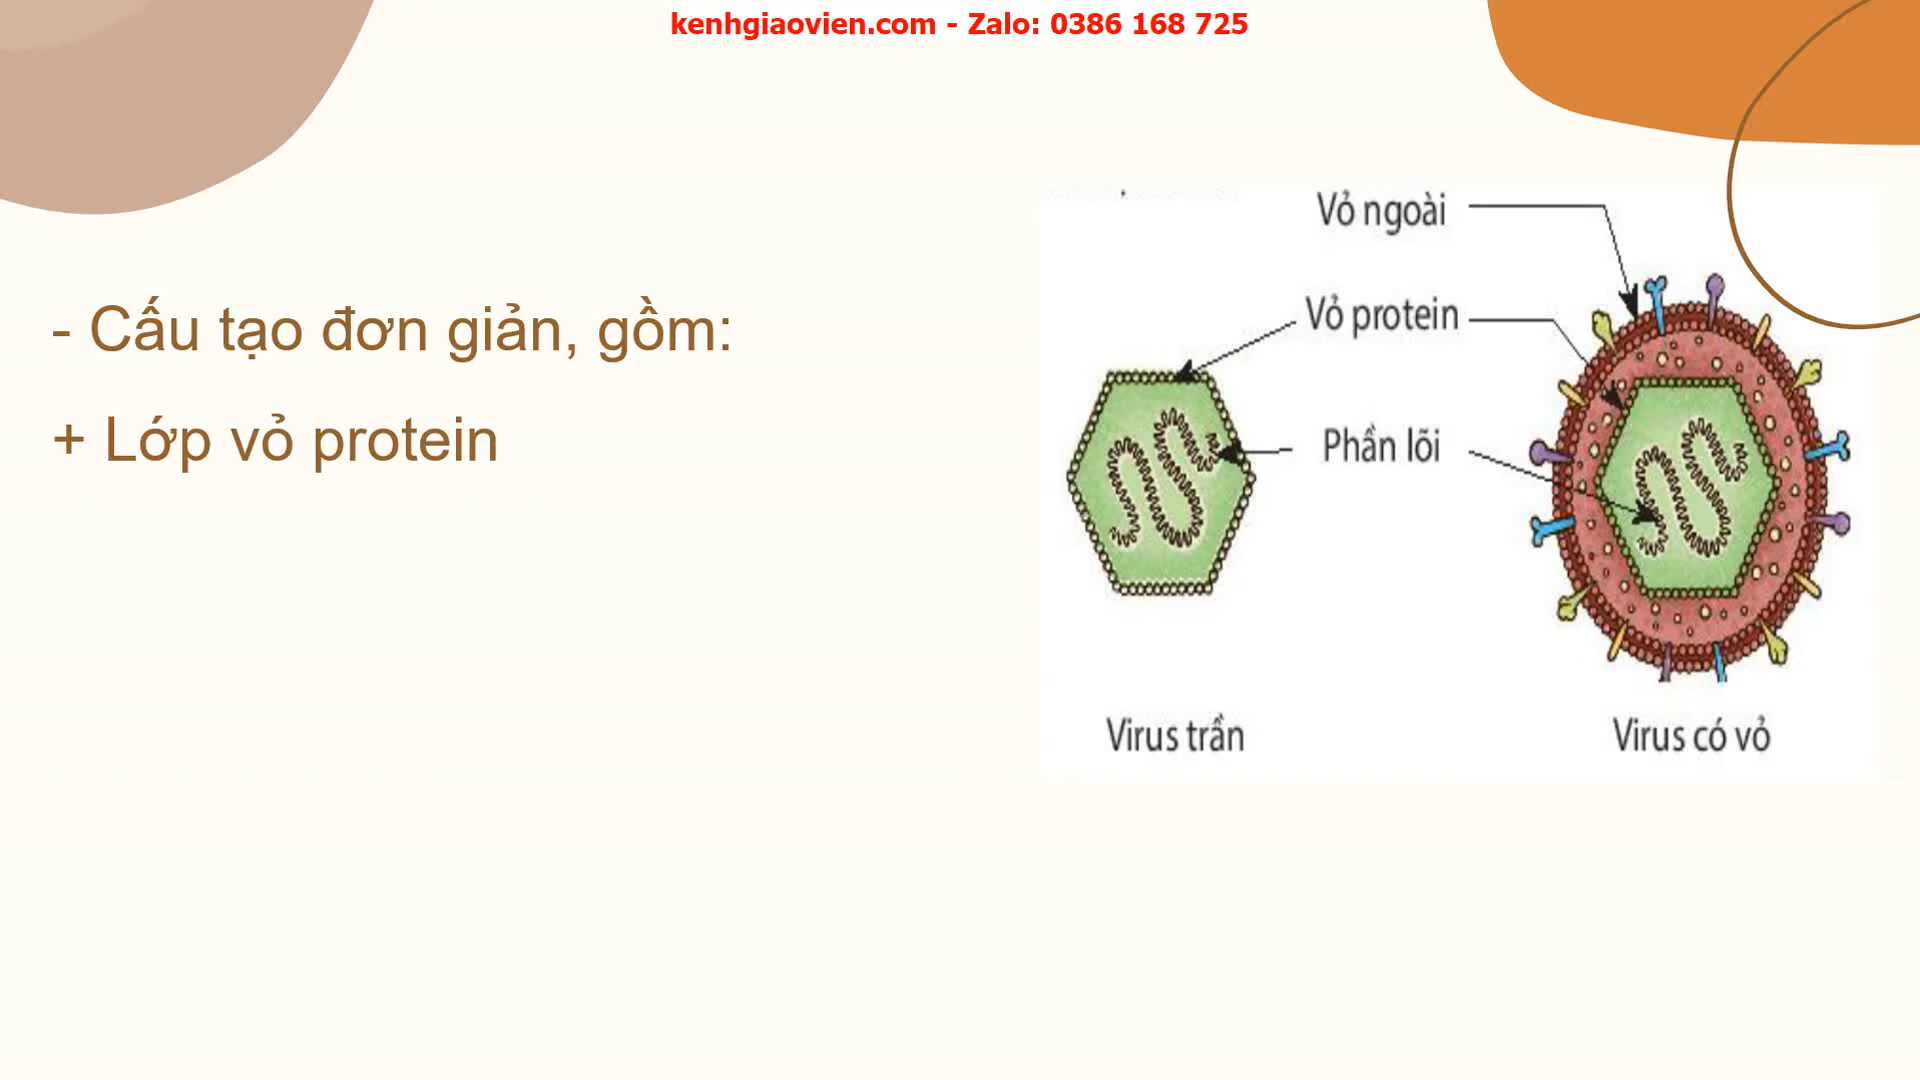 kenhgiaovien.com - Zalo: 0386 168 725
- Cấu tạo đơn giản, gồm:
+ Lớp vỏ protein
Vỏ ngoài
Vỏ protein
Phần lõi
Virus trần
Virus có vỏ